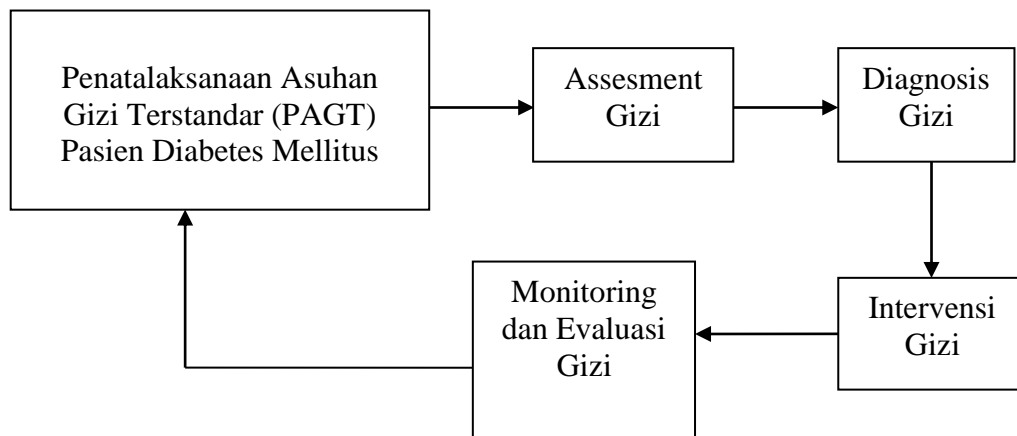 Penatalaksanaan Asuhan
Gizi Terstandar (PAGT)
Pasien Diabetes Mellitus
Assesment
Gizi
Diagnosis
Gizi
Intervensi
Gizi
Monitoring
dan Evaluasi
Gizi